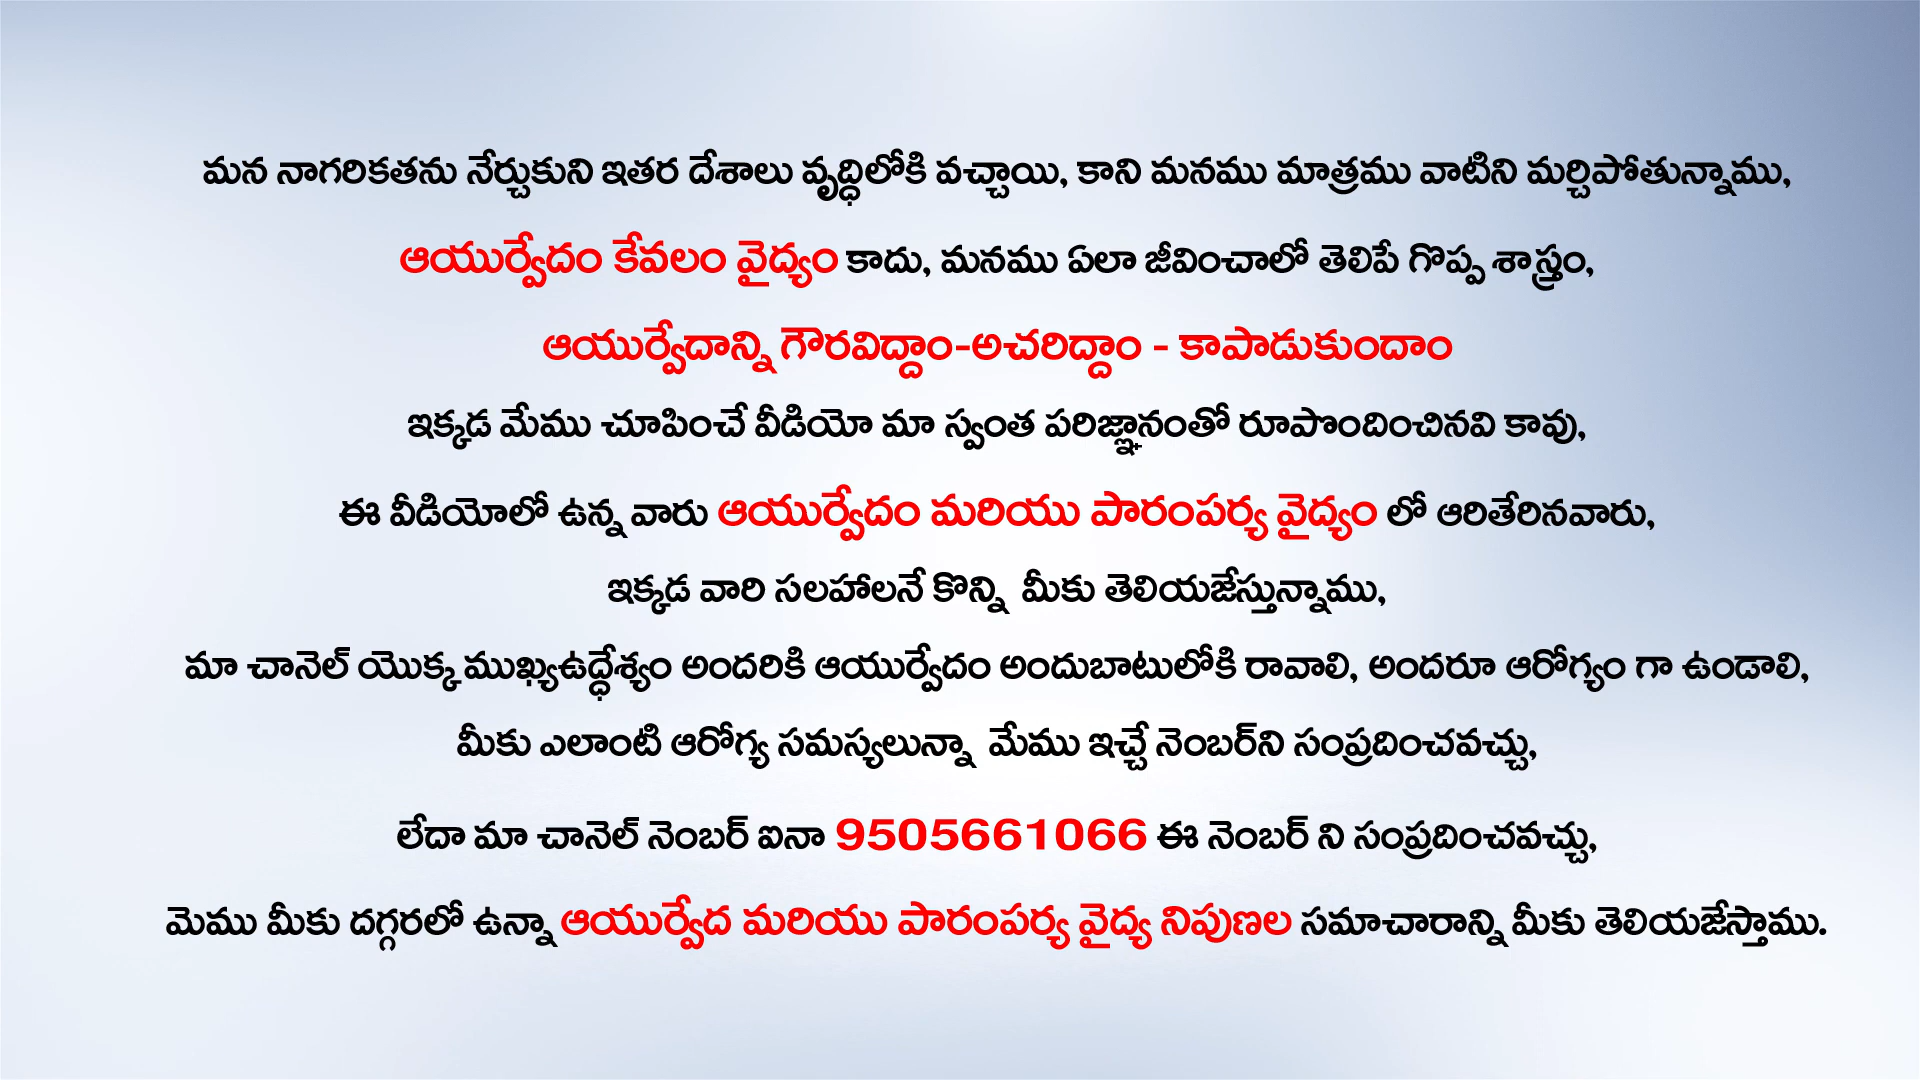 మన నాగరికతను నేర్చుకుని ఇతర దేశాలు వృద్ధిలోకి వచ్చాయి, కాని మనము మాత్రము వాటిని మర్చిపోతున్నాము,
ఆయుర్వేదం కేవలం వైద్యం కాదు, మనము ఏలా జీవించాలో తెలిపే గొప్ప శాస్త్రం,
ఆయుర్వేదాన్ని గౌరవిద్దాం-అచరిద్దాం - కాపాడుకుందాం
ఇక్కడ మేము చూపించే వీడియో మా స్వంత పరిజ్ఞానంతో రూపొందించినవి కావు,
ఈ వీడియోలో ఉన్న వారు ఆయుర్వేదం మరియు పారంపర్య వైద్యం లో ఆరితేరినవారు,
ఇక్కడ వారి సలహాలనే కొన్ని మీకు తెలియజేస్తున్నాము,
మా చానెల్ యొక్క ముఖ్యఉద్ధేశ్యం అందరికి ఆయుర్వేదం అందుబాటులోకి రావాలి, అందరూ ఆరోగ్యం గా ఉండాలి,
మీకు ఎలాంటి ఆరోగ్య సమస్యలున్నా మేము ఇచ్చే నెంబర్‌ని సంప్రదించవచ్చు,
లేదా మా చానెల్ నెంబర్ ఐనా 9505661066 ఈ నెంబర్ ని సంప్రదించవచ్చు,
మెము మీకు దగ్గరలో ఉన్నా ఆయుర్వేద మరియు పారంపర్య వైద్య నిపుణల సమాచారాన్ని మీకు తెలియజేస్తాము.